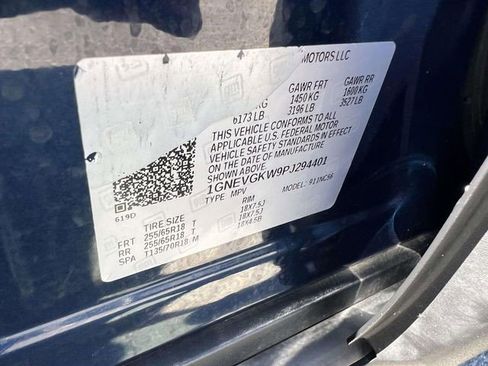 MOTORS LLC
KG GAWR FRT GAWR RR
6173 LB 1450 KG 1600 KG
3196 LB 3527 LB
THIS VEHICLE CONFORMS TO ALL
APPLICABLE U.S. FEDERAL MOTOR
VEHICLE SAFETY STANDARDS IN EFFECT
ON THE DATE OF MANUFACTURE
SHOWN ABOVE.
1GNEVGKW9PJ294401
TYPE: MPV MODEL: 911NC56
619D
TIRE SIZE RIM
FRT 255/65R18 T 18X7.5J
RR 255/65R18 T 18X7.5J
SPA T135/70R18 M 18X4.5B